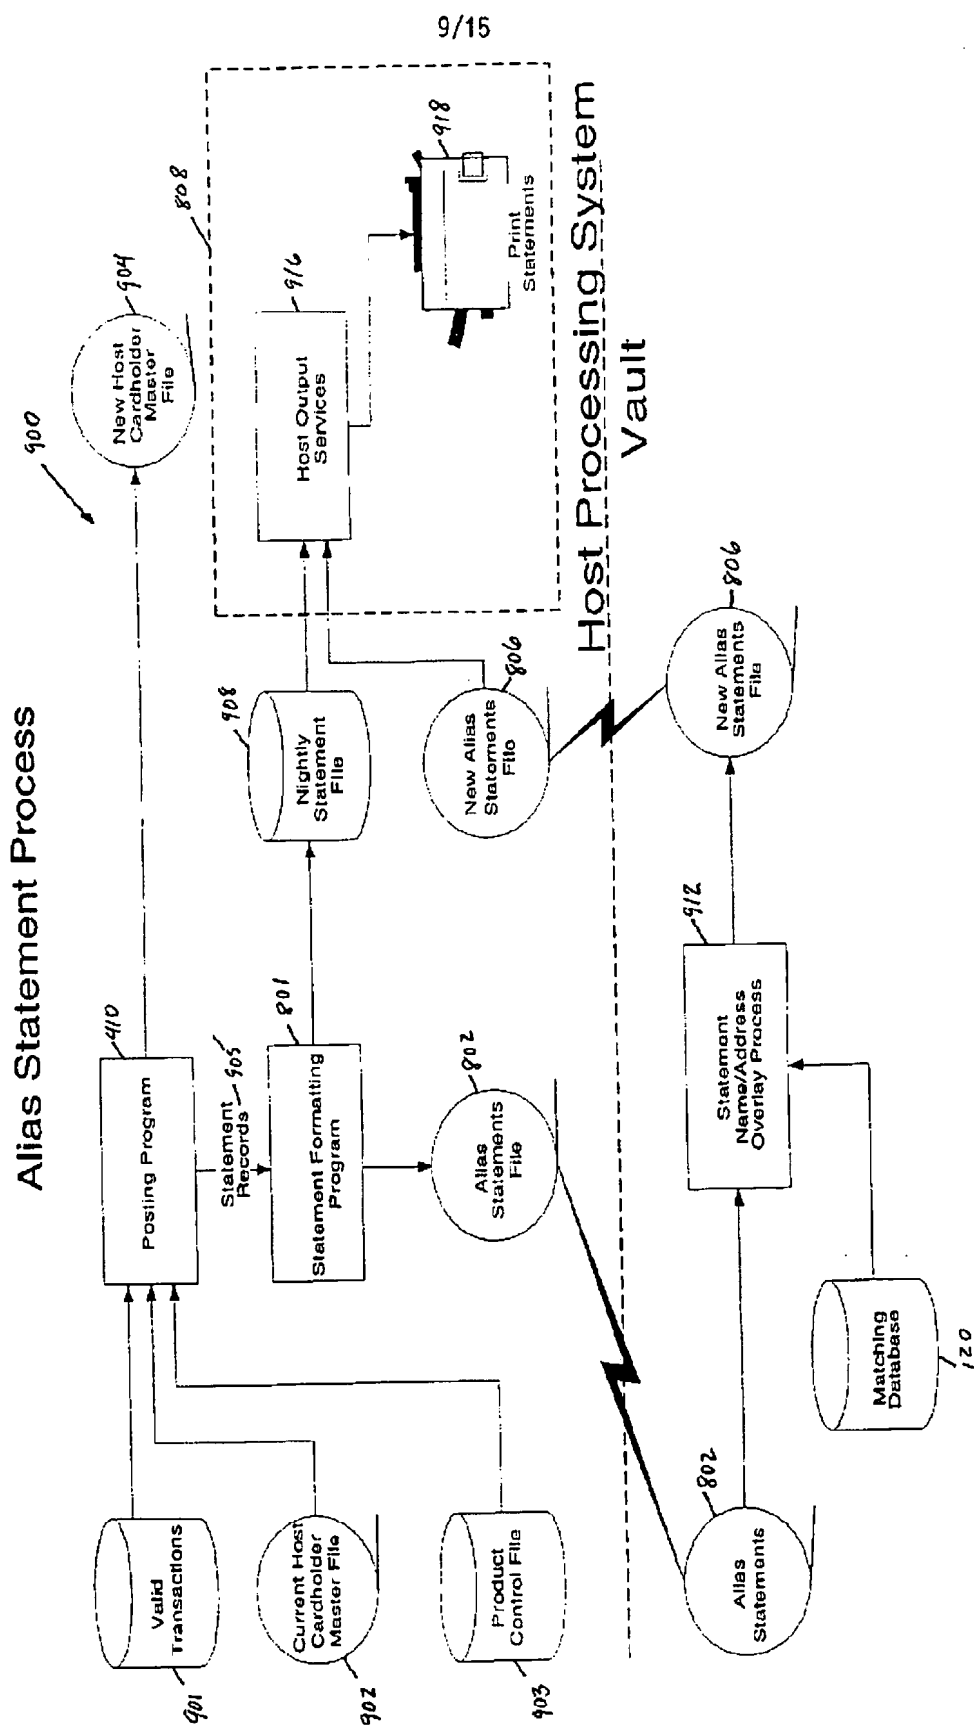 9/15
Alias Statement Process
900
Valid
Transactions
901
Current Host
Cardholder
Master File
902
Product
Control File
903
Posting Program
410
Statement
Records
905
Statement Formating
Program
801
Alias
Statements
File
802
New Host
Cardholder
Master
File
904
Nightly
Statement
File
908
New Alias
Statements
File
806
808
Host Output
Services
916
Print
Statements
918
Host Processing System
Vault
Alias
Statements
802
Matching
Database
120
Statement
Name/Address
Overlay Process
912
New Alias
Statements
File
806